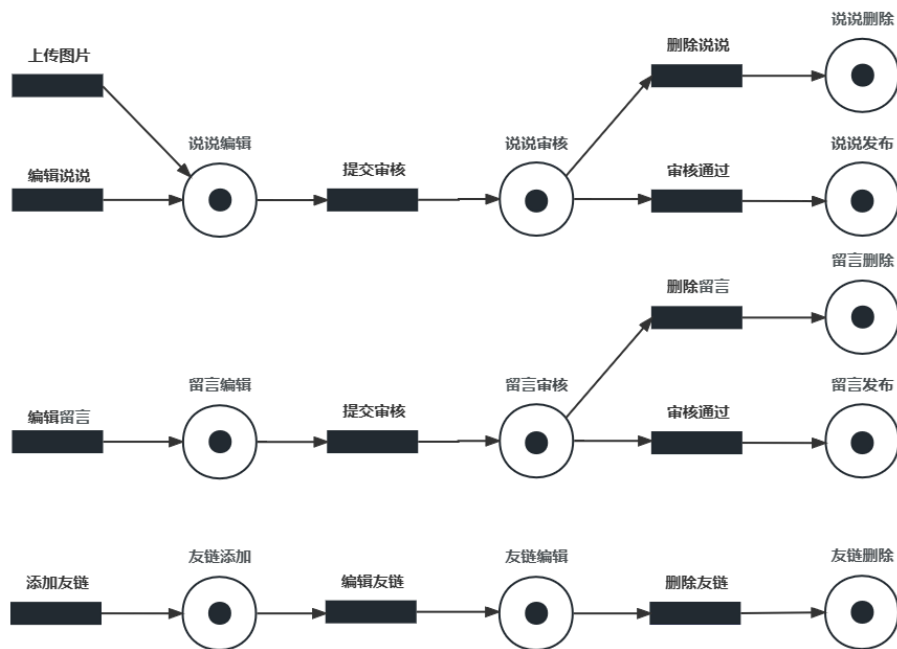 说说删除
上传图片
删除说说
说说编辑
说说审核
说说发布
编辑说说
提交审核
审核通过
留言删除
删除留言
留言编辑
留言审核
留言发布
编辑留言
提交审核
审核通过
友链添加
友链编辑
友链删除
添加友链
编辑友链
删除友链